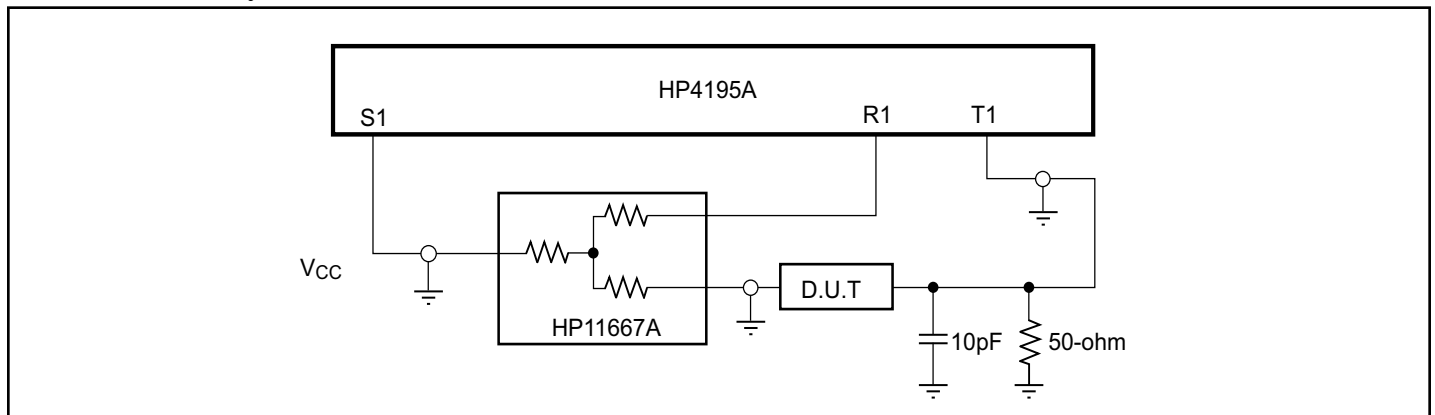 HP4195A
S1
R1
T1
VCC
HP11667A
D.U.T
10pF
50-ohm